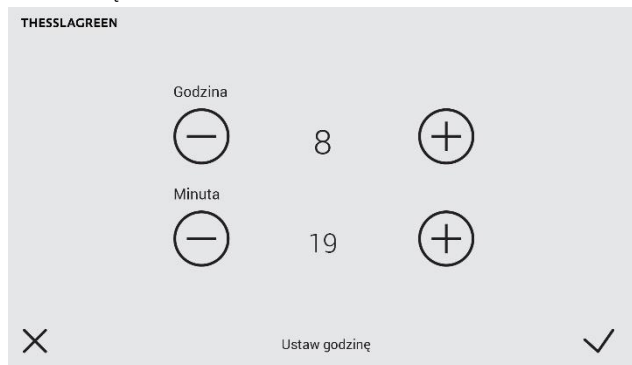 THESSLAGREEN
Godzina
8
Minuta
19
Ustaw godzinę